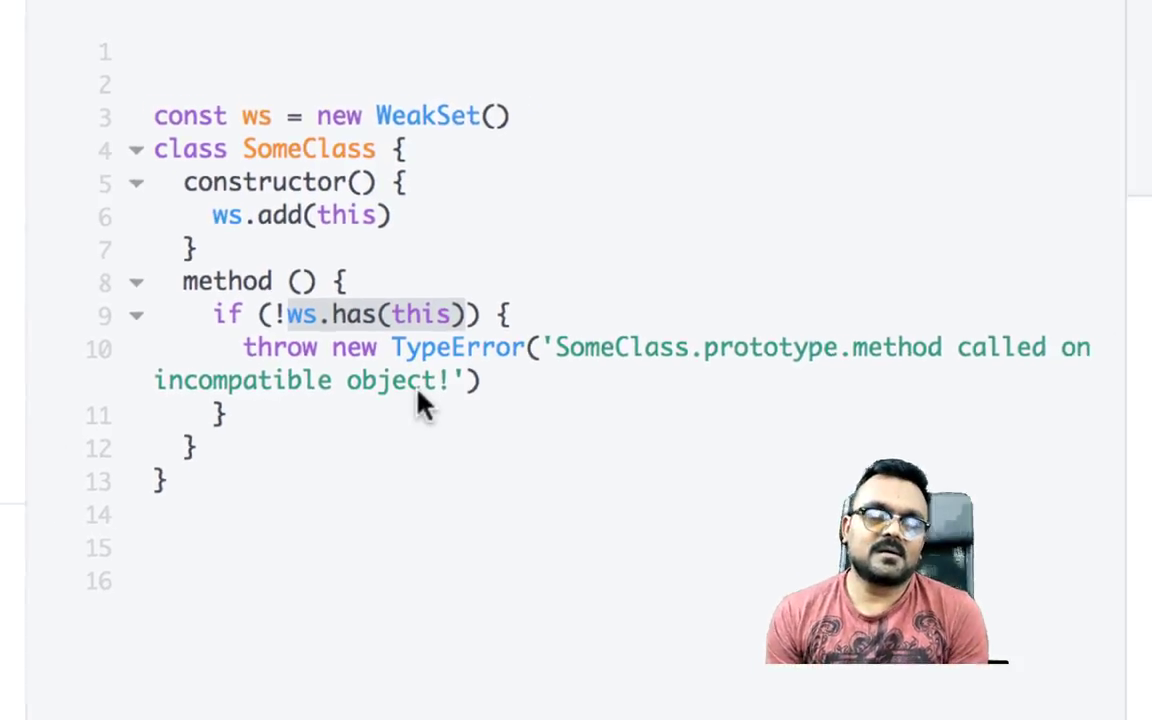 1
2
3 const ws = new WeakSet()
4 class SomeClass {
5 constructor() {
6 ws.add(this)
7 }
8 method () {
9 if (!ws.has(this)) {
10 throw new TypeError('SomeClass.prototype.method called on
incompatible object!')
11 }
12 }
13 }
14
15
16